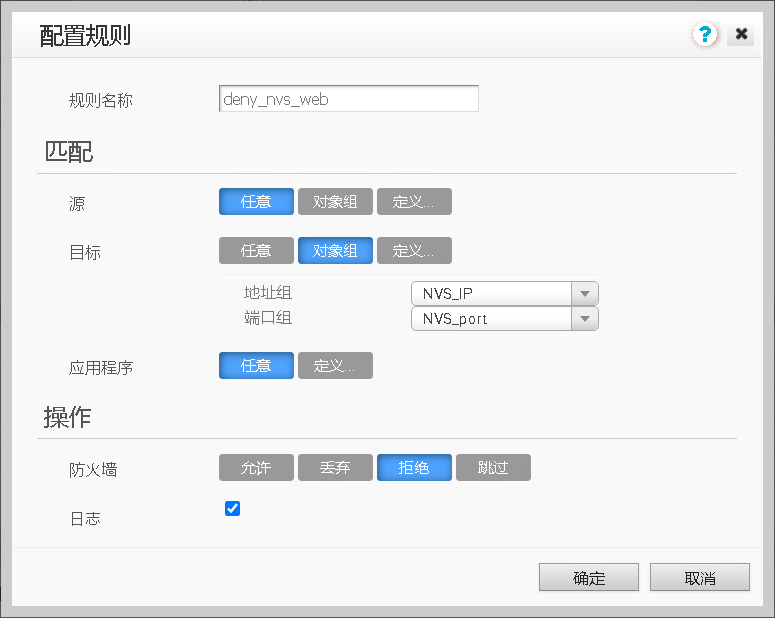 配置规则 ?
规则名称 deny_nvs_web
匹配
源 任意 对象组 定义...
目标 任意 对象组 定义...
地址组 NVS_IP
端口组 NVS_port
应用程序 任意 定义...
操作
防火墙 允许 丢弃 拒绝 跳过
日志
确定 取消